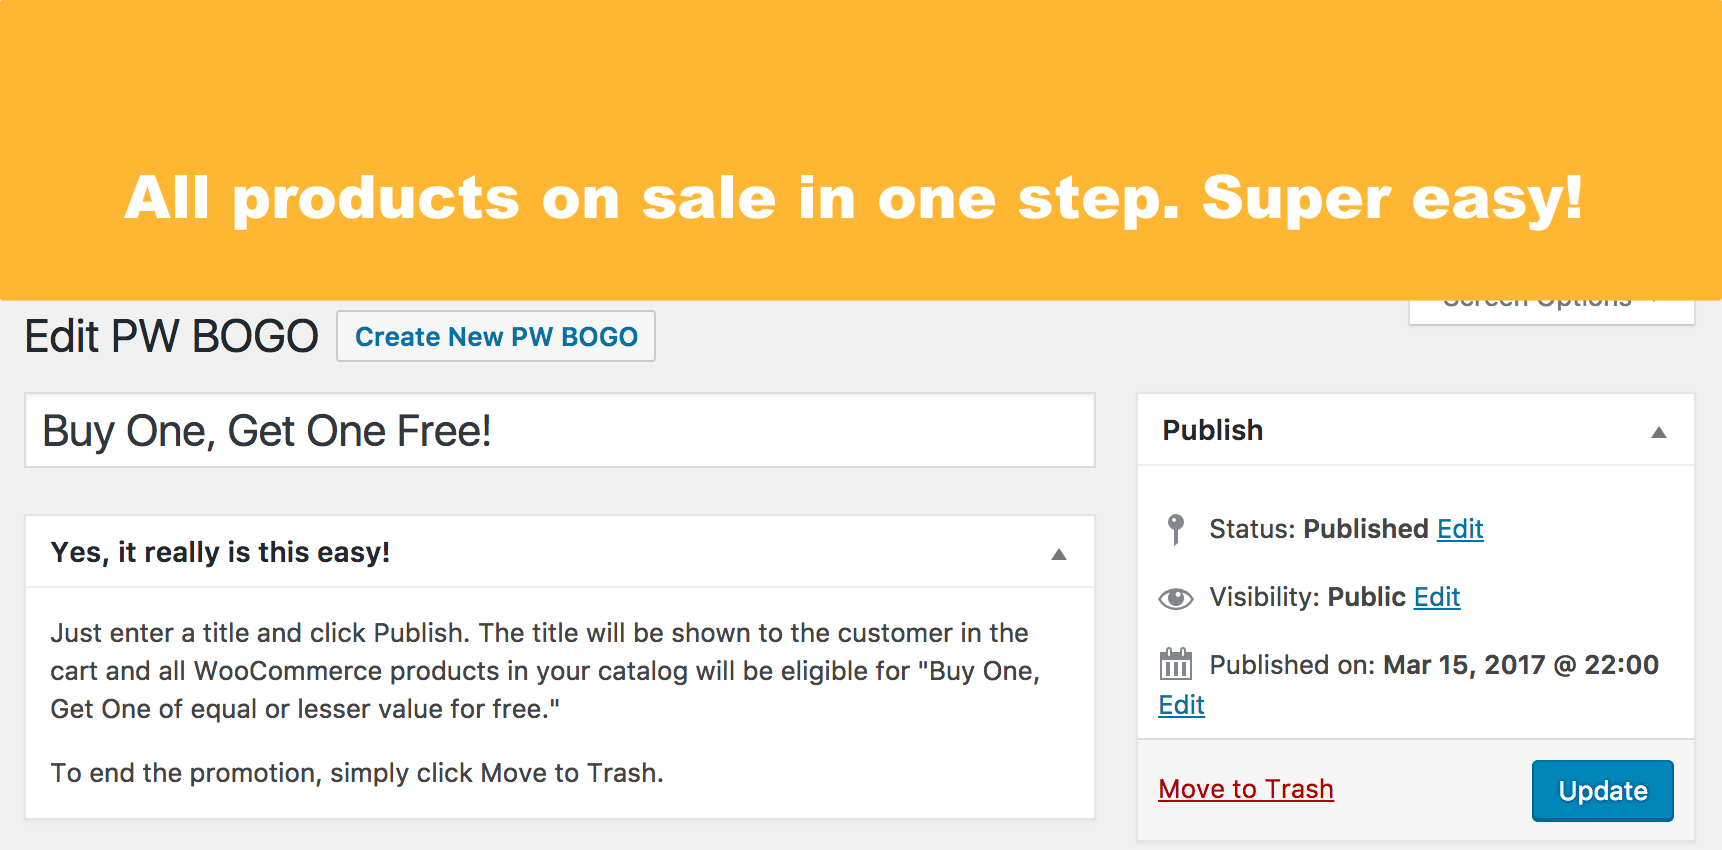 All products on sale in one step. Super easy!
Screen Options
Edit PW BOGO
Create New PW BOGO
Buy One, Get One Free!
Yes, it really is this easy!
Just enter a title and click Publish. The title will be shown to the customer in the
cart and all WooCommerce products in your catalog will be eligible for "Buy One,
Get One of equal or lesser value for free."
To end the promotion, simply click Move to Trash.
Publish
Status: Published Edit
Visibility: Public Edit
Published on: Mar 15, 2017 @ 22:00
Edit
Move to Trash
Update